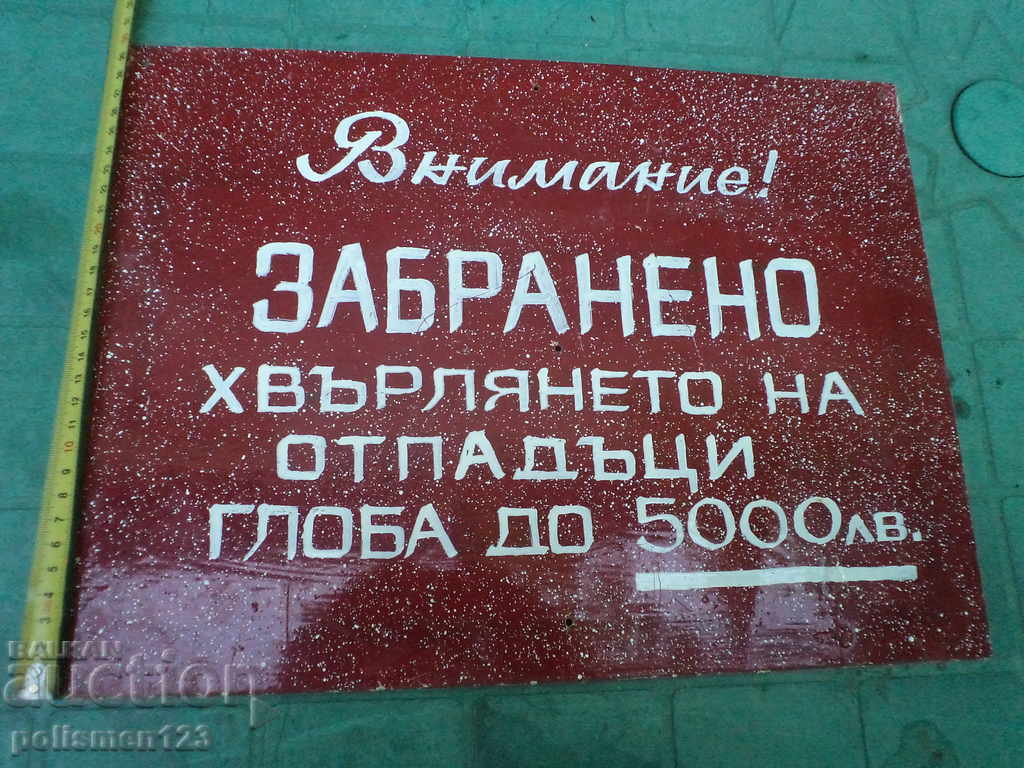 Внимание!
ЗАБРАНЕНО
ХВЪРЛЯНЕТО НА
ОТПАДЪЦИ
ГЛОБА ДО 5000лв.
BALKAN
auction
polismen123